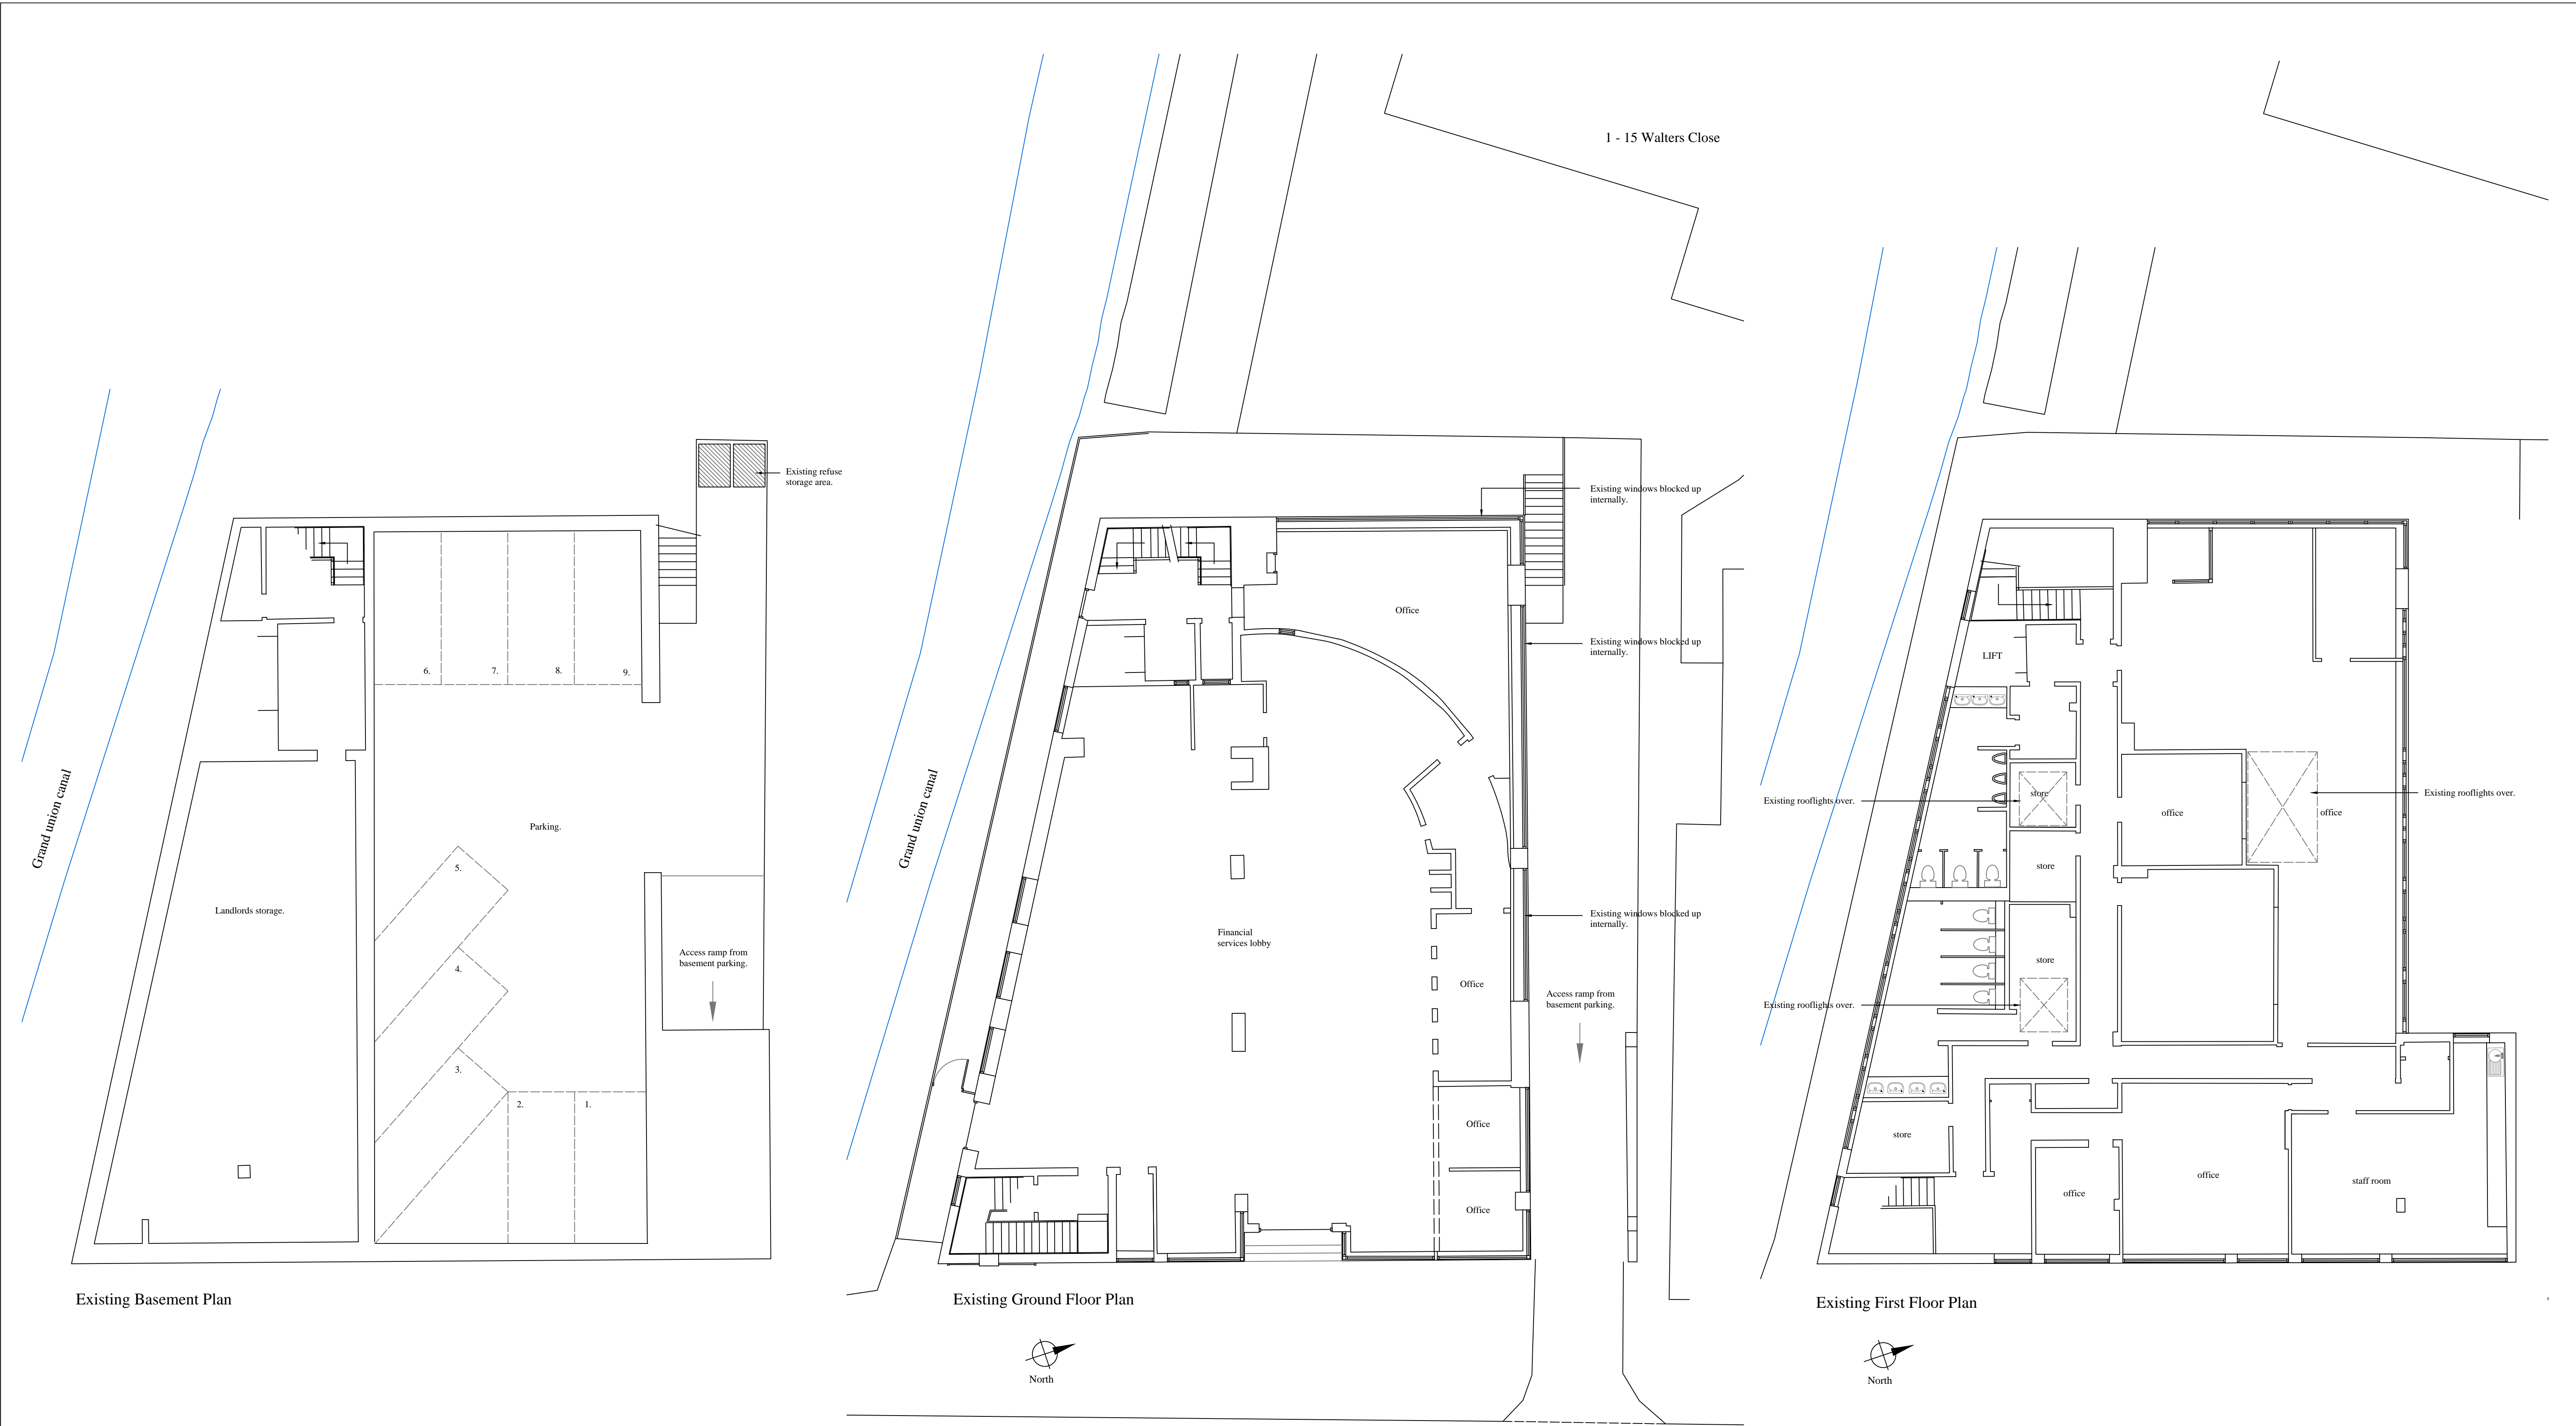 1 - 15 Walters Close
Existing refuse
storage area.
6.
7.
8.
9.
Grand union canal
Parking.
5.
Landlords storage.
4.
Access ramp from
basement parking.
3.
2.
1.
Existing Basement Plan
Existing windows blocked up
internally.
Office
Existing windows blocked up
internally.
Grand union canal
Existing windows blocked up
internally.
Financial
services lobby
Office
Access ramp from
basement parking.
Office
Office
Existing Ground Floor Plan
North
LIFT
Existing rooflights over.
store
office
office
Existing rooflights over.
store
store
Existing rooflights over.
store
office
office
staff room
Existing First Floor Plan
North